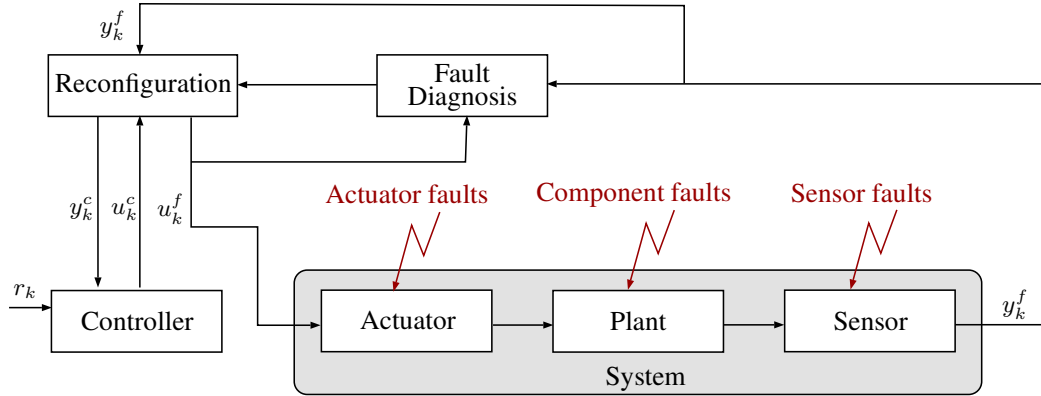 y_k^f
Reconfiguration
Fault
Diagnosis
y_k^c
u_k^c
u_k^f
Actuator faults
Component faults
Sensor faults
r_k
Controller
Actuator
Plant
Sensor
y_k^f
System